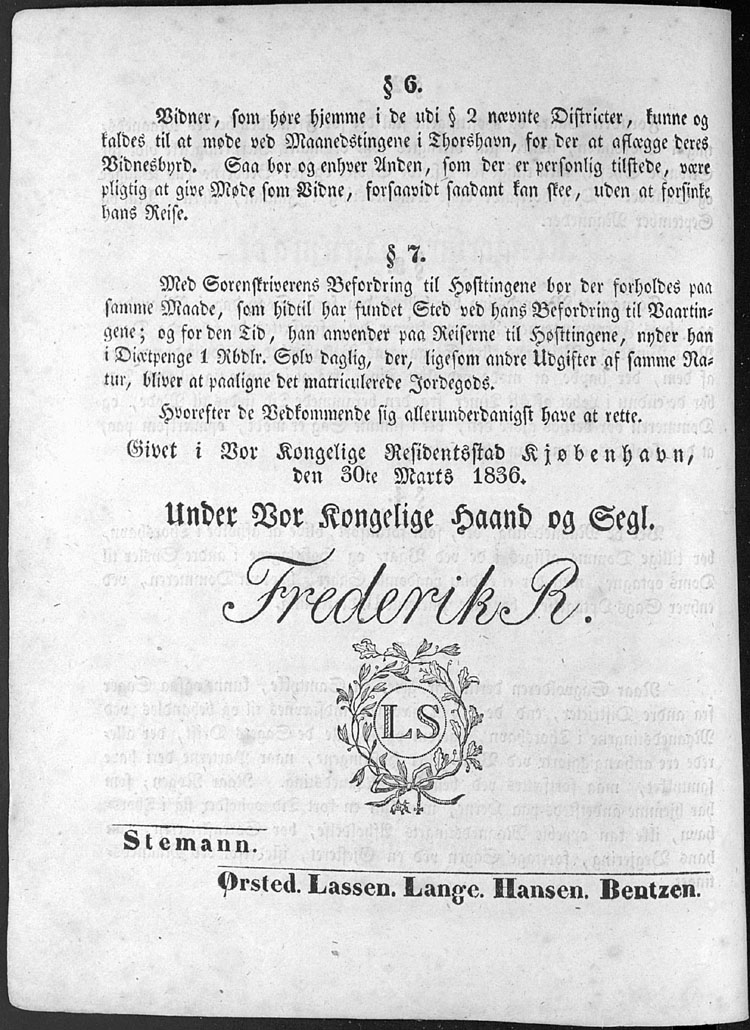 § 6.
Vidner, som høre hjemme i de udi § 2 nævnte Districter, kunne og
kaldes til at møde ved Maanedstingene i Thorshavn, for der at aflægge deres
Vidnesbyrd. Saa bør og enhver Anden, som der er personlig tilstede, være
pligtig at give Møde som Vidne, forsaavidt saadant kan skee, uden at forsinke
hans Reise.
§ 7.
Med Sorenskriverens Befordring til Høsttingene bør der forholdes paa
samme Maade, som hidtil har fundet Sted ved hans Befordring til Vaartin-
gene; og for den Tid, han anvender paa Reiserne til Høsttingene, nyder han
i Diætpenge 1 Rbdlr. Sølv daglig, der, ligesom andre Udgifter af samme Na-
tur, bliver at paaligne det matriculerede Jordegods.
Hvorefter de Vedkommende sig allerunderdanigst have at rette.
Givet i Vor Kongelige Residentsstad Kjøbenhavn,
den 30te Marts 1836.
Under Vor Kongelige Haand og Segl.
Frederik R.
LS
Stemann.
Ørsted. Lassen. Lange. Hansen. Bentzen.